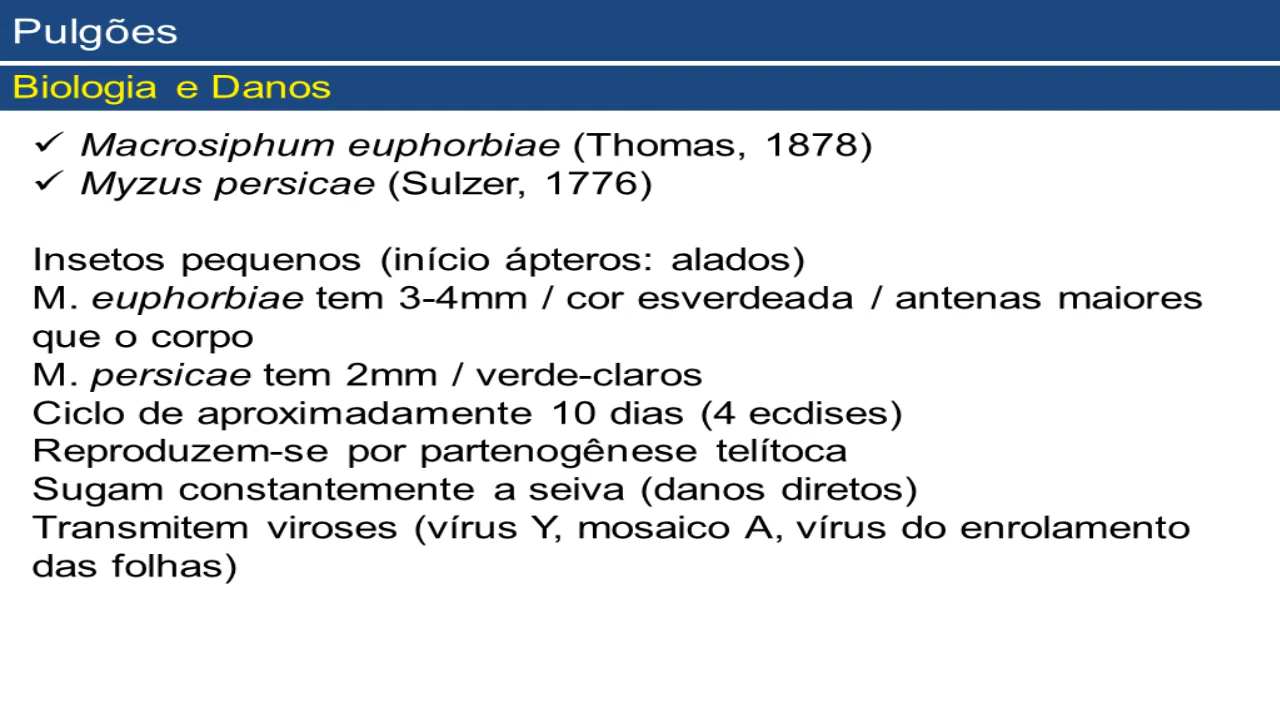 Pulgões
Biologia e Danos
✓ Macrosiphum euphorbiae (Thomas, 1878)
✓ Myzus persicae (Sulzer, 1776)
Insetos pequenos (início ápteros: alados)
M. euphorbiae tem 3-4mm / cor esverdeada / antenas maiores
que o corpo
M. persicae tem 2mm / verde-claros
Ciclo de aproximadamente 10 dias (4 ecdises)
Reproduzem-se por partenogênese telítoca
Sugam constantemente a seiva (danos diretos)
Transmitem viroses (vírus Y, mosaico A, vírus do enrolamento
das folhas)